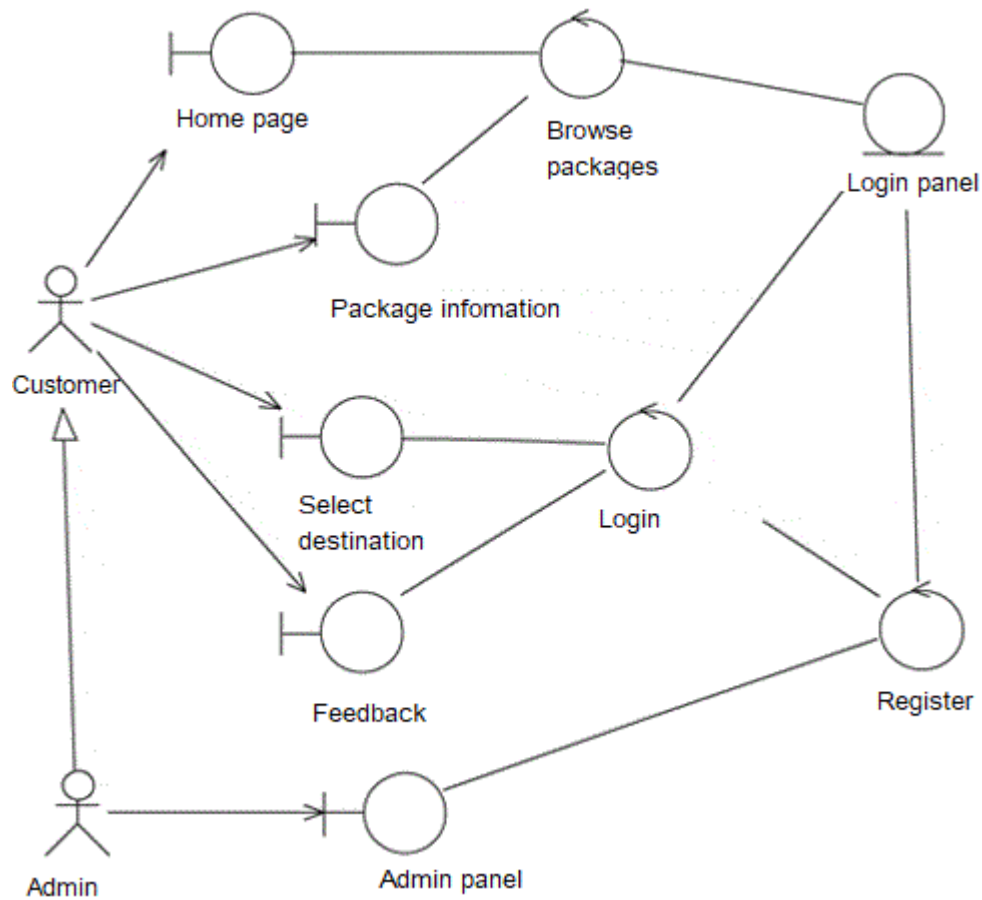 Home page
Browse
packages
Login panel
Package infomation
Customer
Select
destination
Login
Feedback
Register
Admin panel
Admin